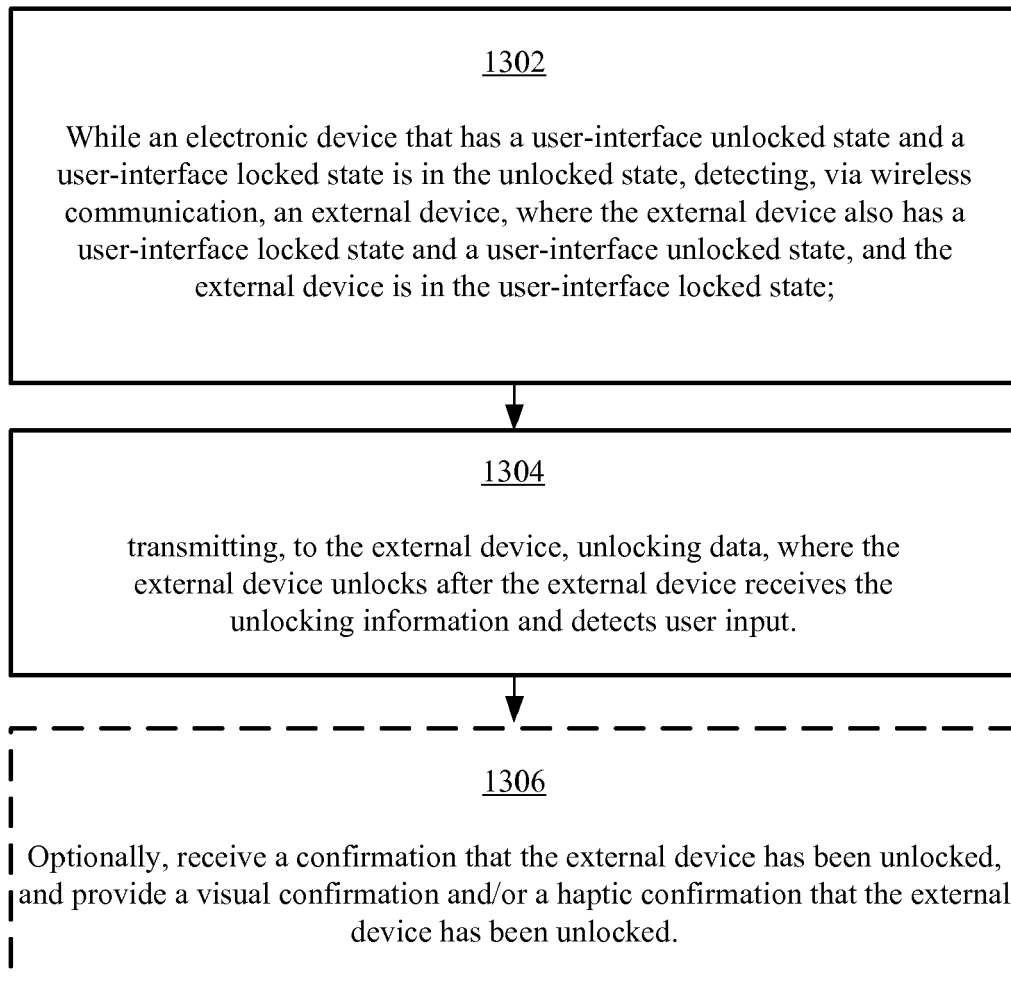 1302
While an electronic device that has a user-interface unlocked state and a
user-interface locked state is in the unlocked state, detecting, via wireless
communication, an external device, where the external device also has a
user-interface locked state and a user-interface unlocked state, and the
external device is in the user-interface locked state;
1304
transmitting, to the external device, unlocking data, where the
external device unlocks after the external device receives the
unlocking information and detects user input.
1306
Optionally, receive a confirmation that the external device has been unlocked,
and provide a visual confirmation and/or a haptic confirmation that the external
device has been unlocked.